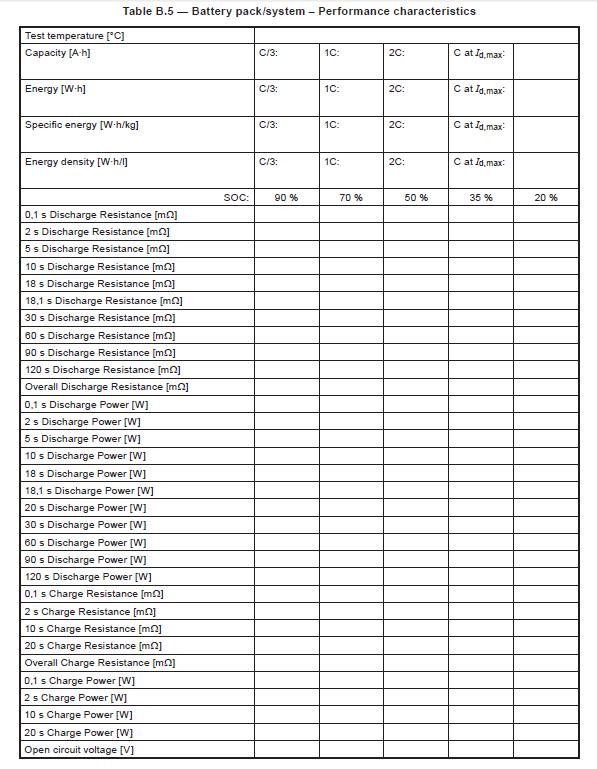 Table B.5 — Battery pack/system – Performance characteristics
Test temperature [°C]
Capacity [A·h] C/3: 1C: 2C: C at Id,max:
Energy [W·h] C/3: 1C: 2C: C at Id,max:
Specific energy [W·h/kg] C/3: 1C: 2C: C at Id,max:
Energy density [W·h/l] C/3: 1C: 2C: C at Id,max:
SOC: 90 % 70 % 50 % 35 % 20 %
0,1 s Discharge Resistance [mΩ]
2 s Discharge Resistance [mΩ]
5 s Discharge Resistance [mΩ]
10 s Discharge Resistance [mΩ]
18 s Discharge Resistance [mΩ]
18,1 s Discharge Resistance [mΩ]
30 s Discharge Resistance [mΩ]
60 s Discharge Resistance [mΩ]
90 s Discharge Resistance [mΩ]
120 s Discharge Resistance [mΩ]
Overall Discharge Resistance [mΩ]
0,1 s Discharge Power [W]
2 s Discharge Power [W]
5 s Discharge Power [W]
10 s Discharge Power [W]
18 s Discharge Power [W]
18,1 s Discharge Power [W]
20 s Discharge Power [W]
30 s Discharge Power [W]
60 s Discharge Power [W]
90 s Discharge Power [W]
120 s Discharge Power [W]
0,1 s Charge Resistance [mΩ]
2 s Charge Resistance [mΩ]
10 s Charge Resistance [mΩ]
20 s Charge Resistance [mΩ]
Overall Charge Resistance [mΩ]
0,1 s Charge Power [W]
2 s Charge Power [W]
10 s Charge Power [W]
20 s Charge Power [W]
Open circuit voltage [V]